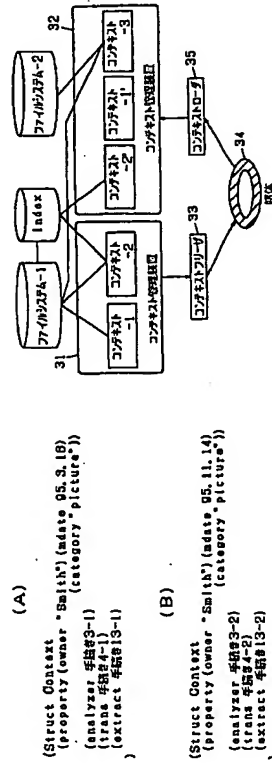 (A)
(Struct Context
(property (owner "Smith") (mdate 95.3.18)
(category "picture"))
(analyzer 手続き3-1)
(trans 手続き4-1)
(extract 手続き13-1)
)
(B)
(Struct Context
(property (owner "Smith") (mdate 95.11.14)
(category "picture"))
(analyzer 手続き3-2)
(trans 手続き4-2)
(extract 手続き13-2)
)
ファイルシステム-1
Index
ファイルシステム-2
31
32
コンテキスト
-1
コンテキスト
-2
コンテキスト
-2'
コンテキスト
-1'
コンテキスト
-3
コンテキスト管理装置
コンテキスト管理装置
コンテキストフリーザ
33
コンテキストローダ
35
34
媒体